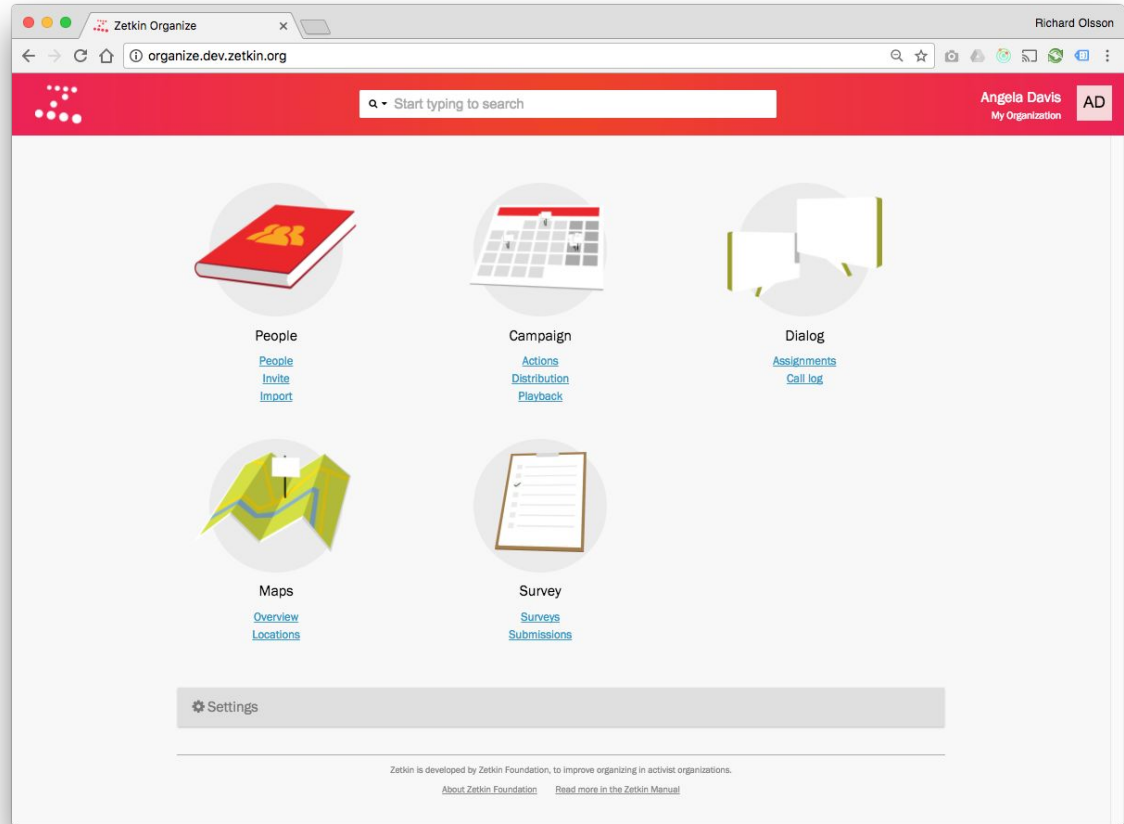 Zetkin Organize
Richard Olsson
organize.dev.zetkin.org
Start typing to search
Angela Davis
My Organization
AD
People
People
Invite
Import
Campaign
Actions
Distribution
Playback
Dialog
Assignments
Call log
Maps
Overview
Locations
Survey
Surveys
Submissions
Settings
Zetkin is developed by Zetkin Foundation, to improve organizing in activist organizations.
About Zetkin Foundation Read more in the Zetkin Manual